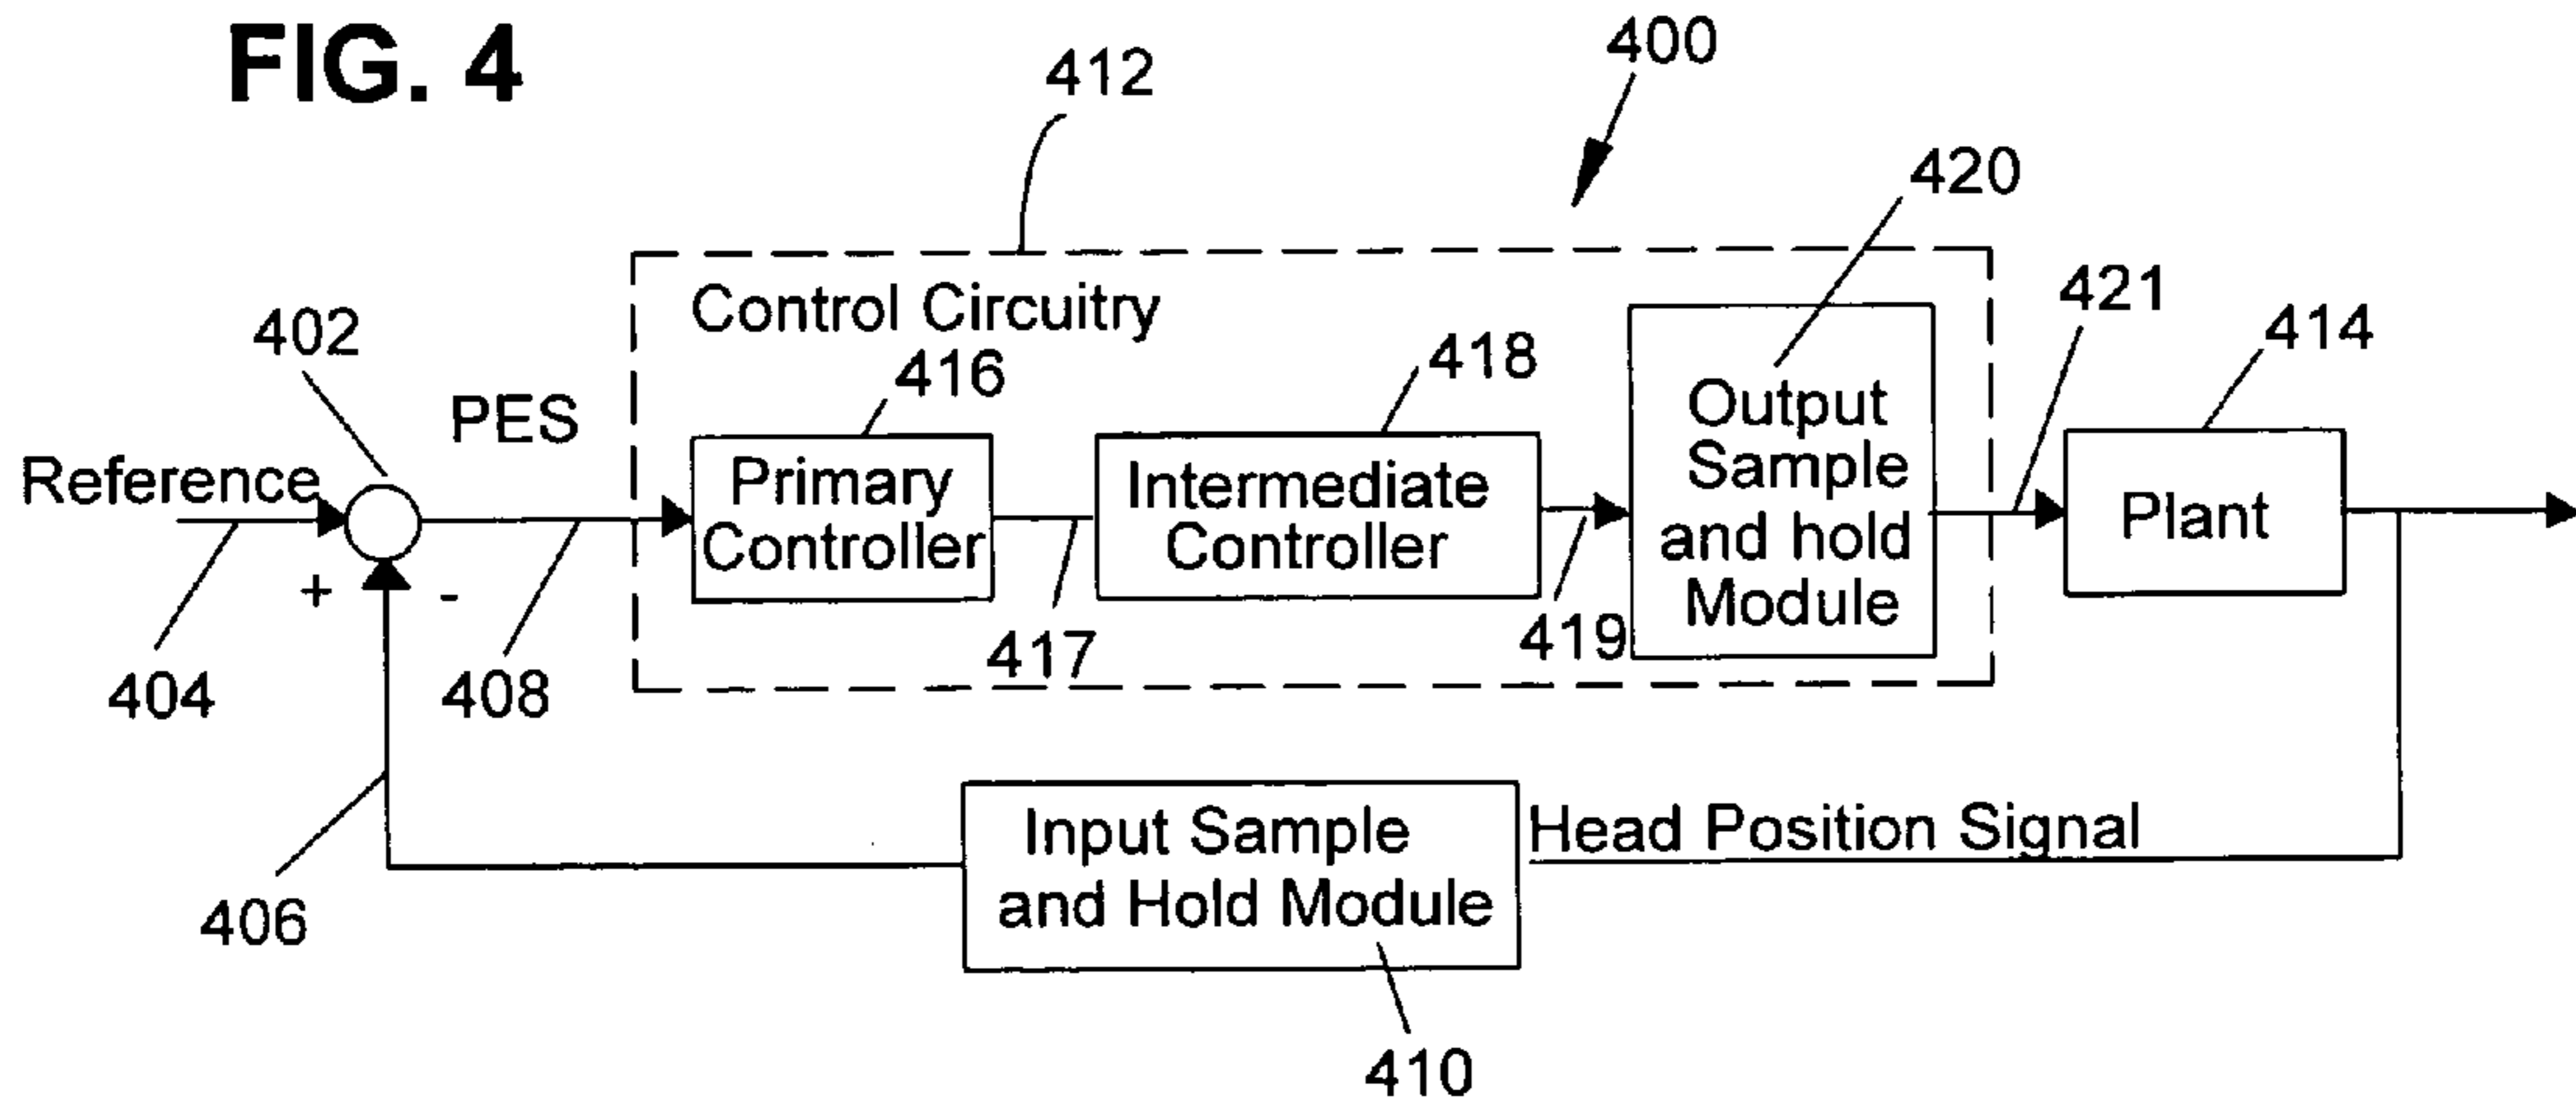 FIG. 4
400
412
420
Control Circuitry
421
402
416
418
414
PES
Reference
Primary
Controller
Intermediate
Controller
Output
Sample
and hold
Module
Plant
+
-
404
408
417
419
406
Input Sample
and Hold Module
Head Position Signal
410